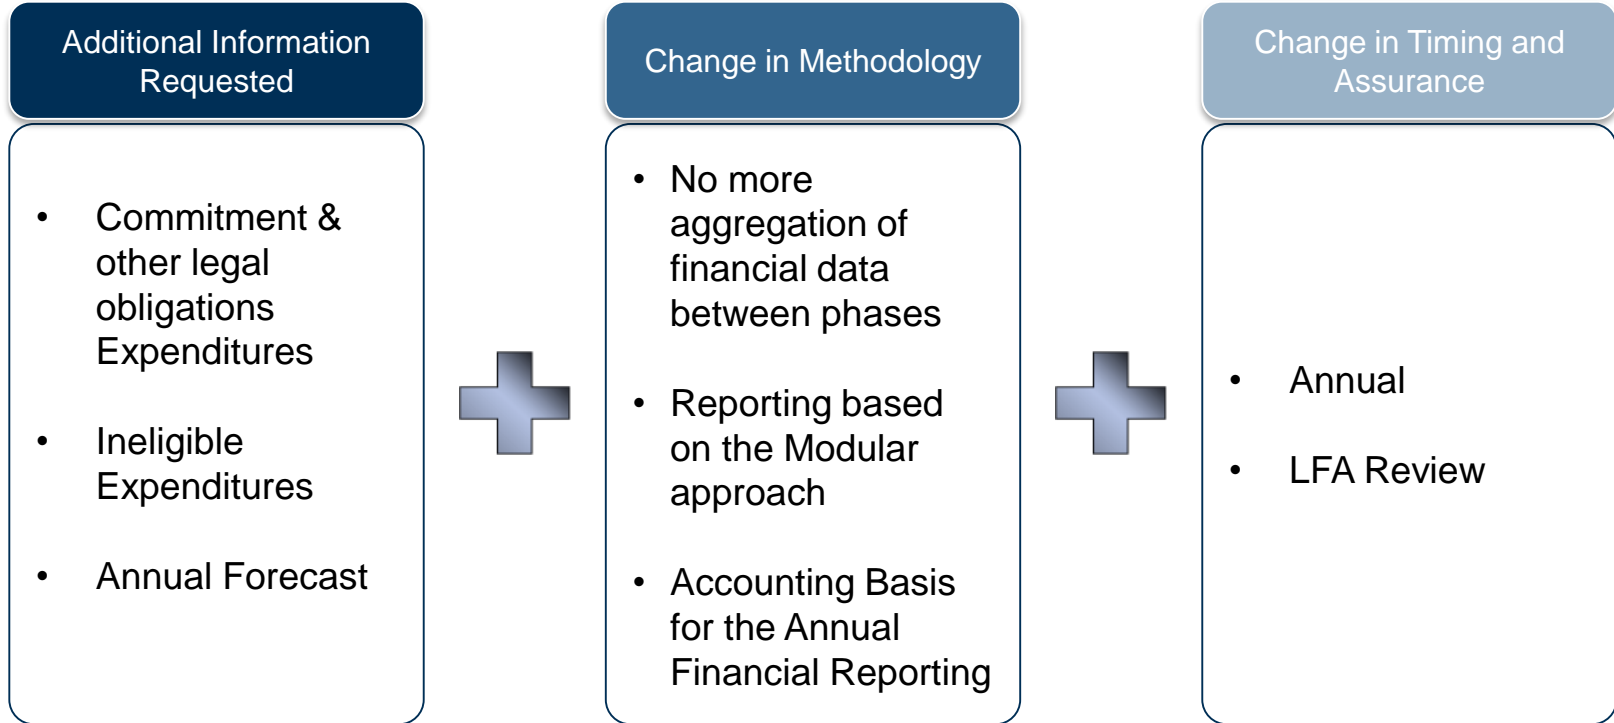 Additional Information
Requested
• Commitment &
other legal
obligations
Expenditures
• Ineligible
Expenditures
• Annual Forecast
Change in Methodology
• No more
aggregation of
financial data
between phases
• Reporting based
on the Modular
approach
• Accounting Basis
for the Annual
Financial Reporting
Change in Timing and
Assurance
• Annual
• LFA Review